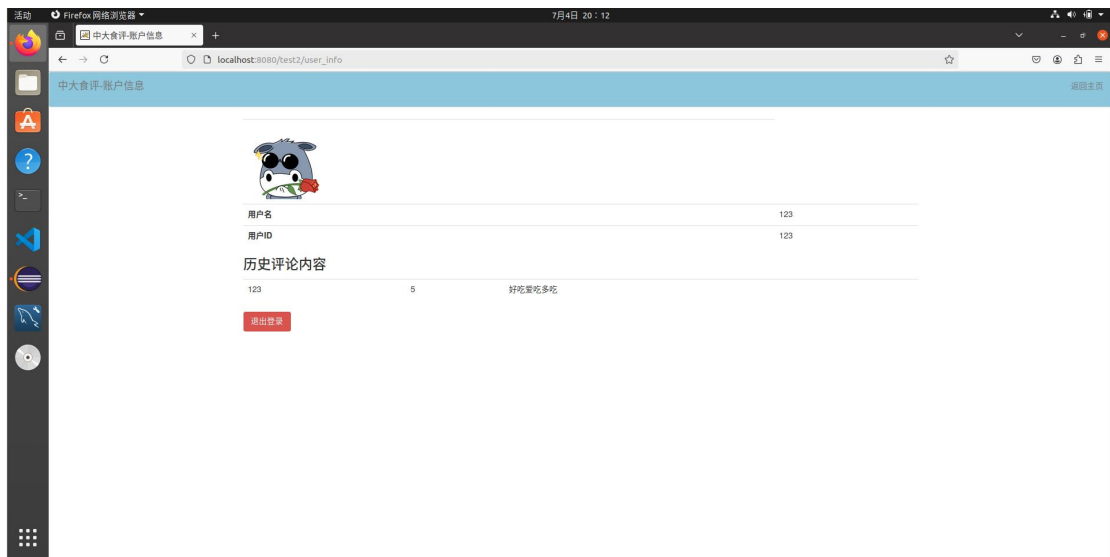 活动 Firefox 网络浏览器 7月4日 20：12
中大食评-账户信息
localhost:8080/test2/user_info
中大食评-账户信息 返回主页
用户名 123
用户ID 123
历史评论内容
123 5 好吃爱吃多吃
退出登录